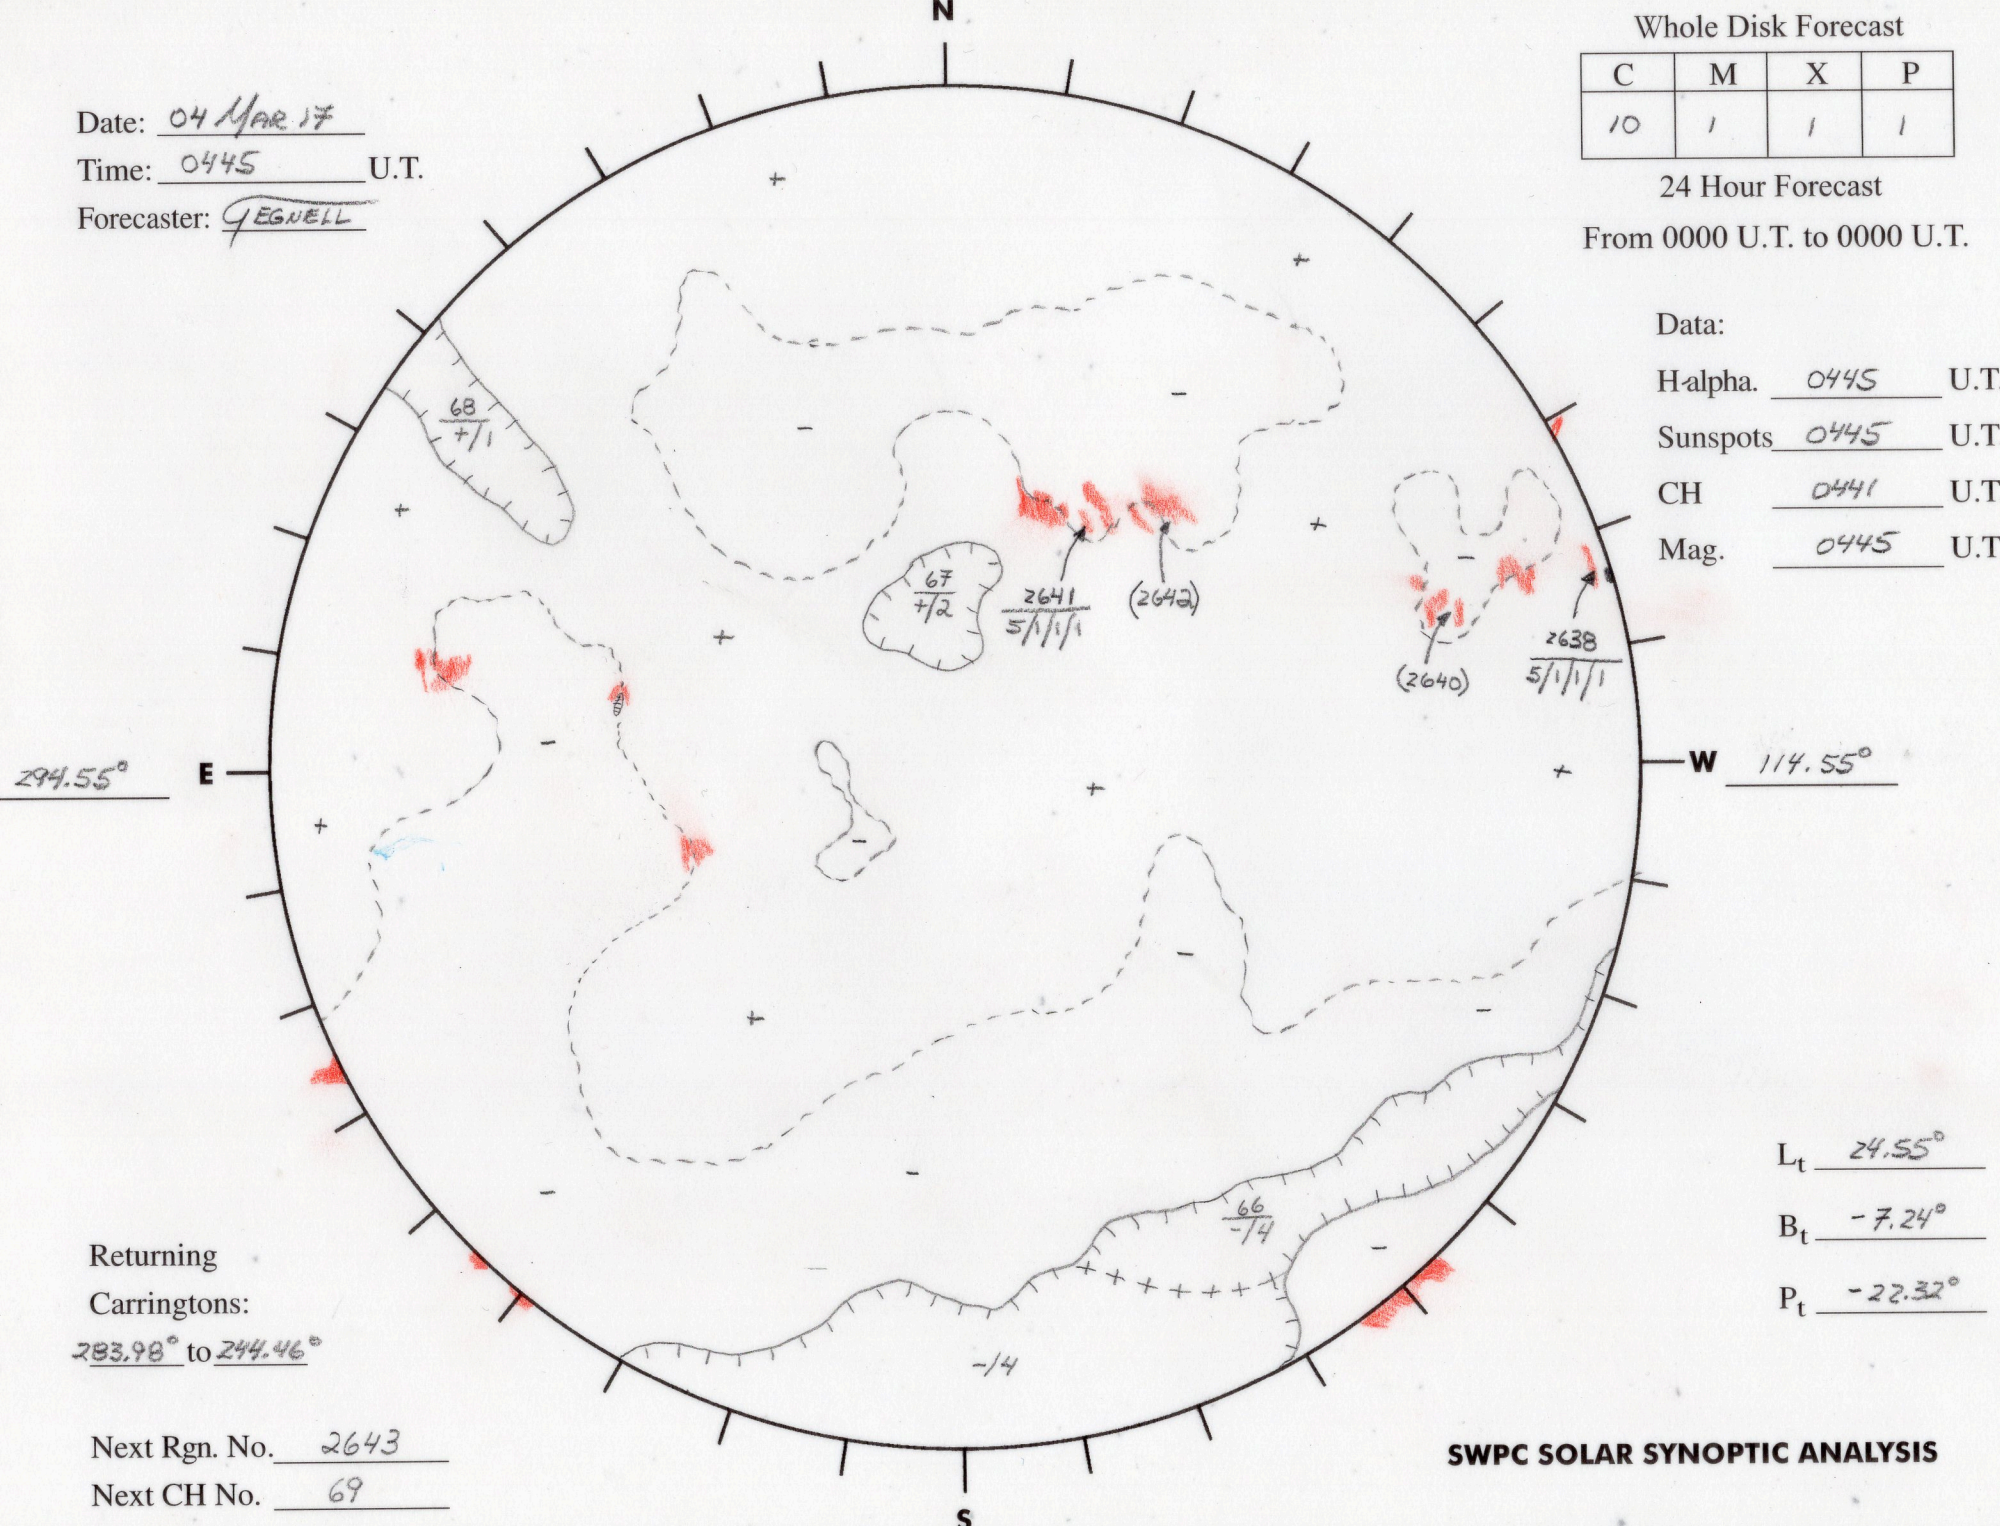 N
Whole Disk Forecast
C M X P
10 1 1 1
24 Hour Forecast
From 0000 U.T. to 0000 U.T.
Date: 04 MAR 17
Time: 0445 U.T.
Forecaster: GEGNELL
Data:
H-alpha. 0445 U.T.
Sunspots 0445 U.T
CH 0441 U.T
Mag. 0445 U.T
+
+
68
+/1
-
-
+
+
-
67
+/2
2641
5/1/1/1
(2642)
+
2638
5/1/1/1
(2640)
-
294.55° E
W 114.55°
+
+
+
-
-
+
-
Lt 24.55°
Bt -7.24°
Pt -22.32°
-
-
66
-/4
-
-/4
Returning
Carringtons:
283.98° to 244.46°
Next Rgn. No. 2643
Next CH No. 69
SWPC SOLAR SYNOPTIC ANALYSIS
S